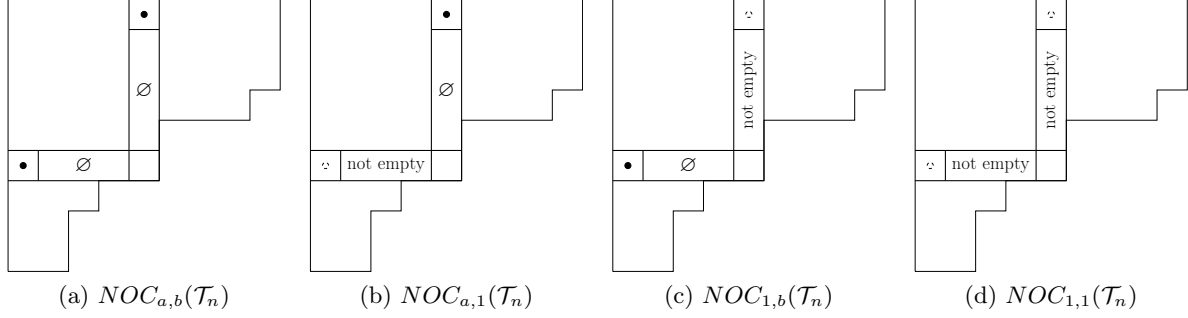 ∅
∅
(a) NOC_{a,b}(𝒯_n)
∅
not empty
(b) NOC_{a,1}(𝒯_n)
not empty
∅
(c) NOC_{1,b}(𝒯_n)
not empty
not empty
(d) NOC_{1,1}(𝒯_n)